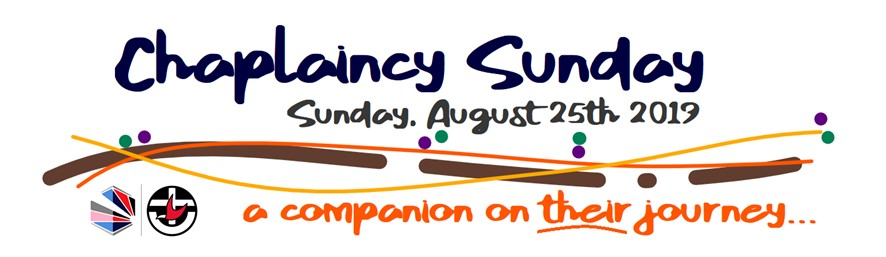 Chaplaincy Sunday
Sunday, August 25th 2019
a companion on their journey...